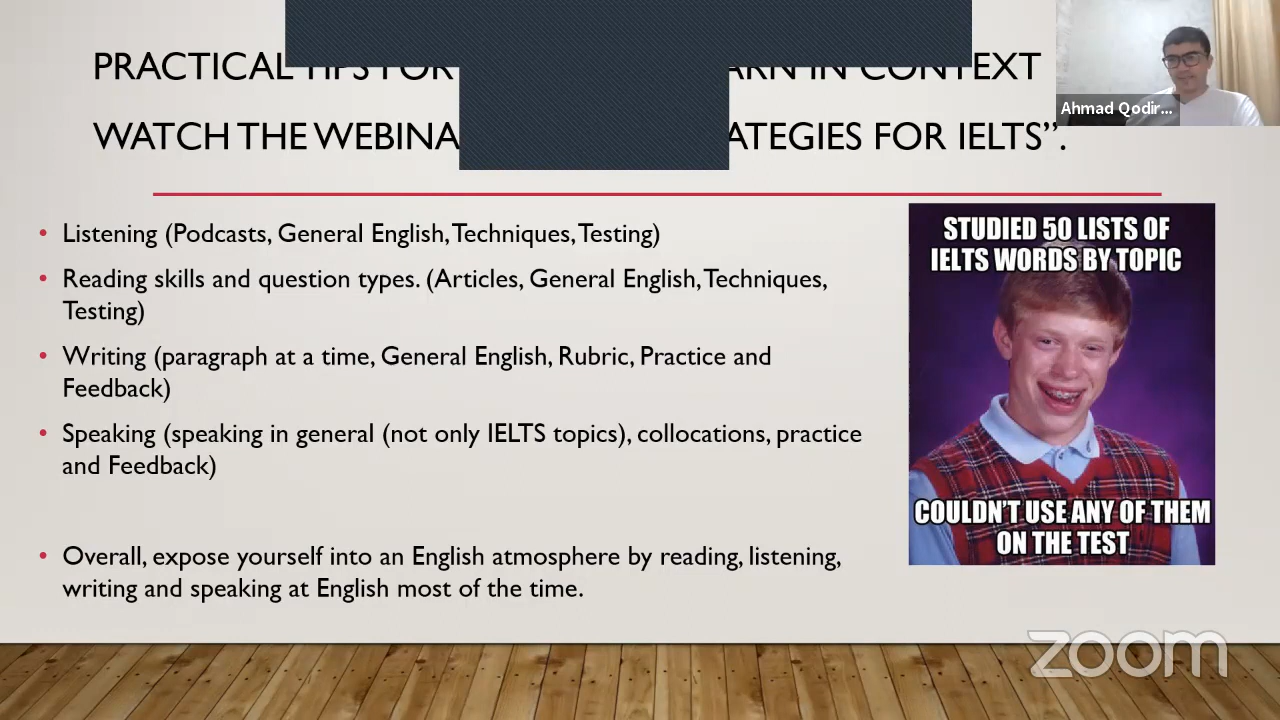 PRACTICAL TIPS FOR IN CONTEXT
WATCH THE WEBINA ATEGIES FOR IELTS”.
Ahmad Qodir...
• Listening (Podcasts, General English, Techniques, Testing)
• Reading skills and question types. (Articles, General English, Techniques,
Testing)
• Writing (paragraph at a time, General English, Rubric, Practice and
Feedback)
• Speaking (speaking in general (not only IELTS topics), collocations, practice
and Feedback)
• Overall, expose yourself into an English atmosphere by reading, listening,
writing and speaking at English most of the time.
STUDIED 50 LISTS OF
IELTS WORDS BY TOPIC
COULDN'T USE ANY OF THEM
ON THE TEST
zoom